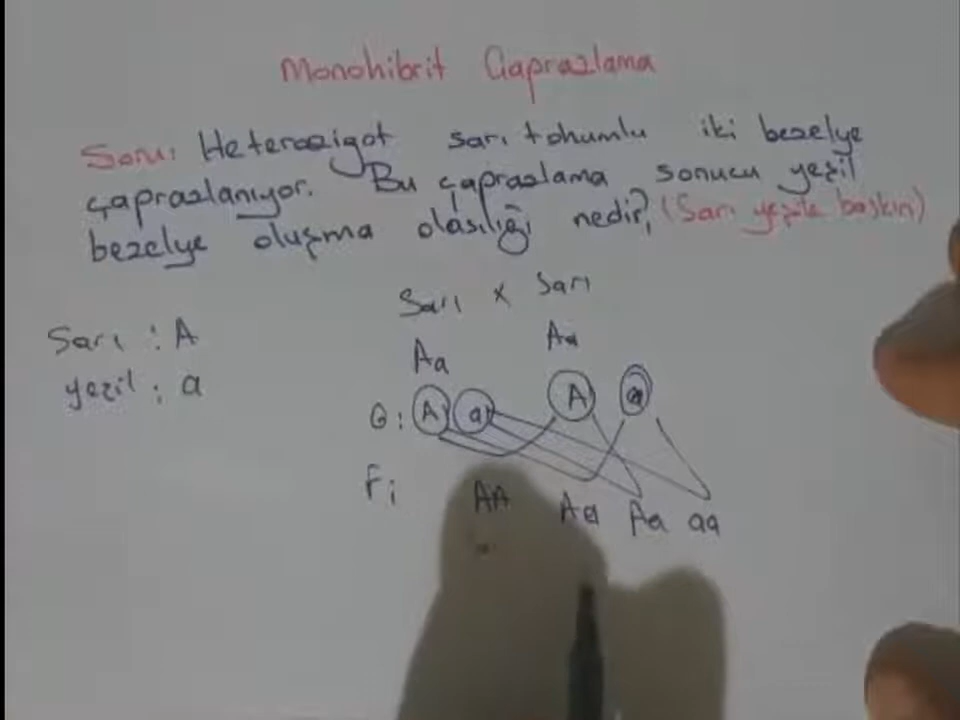 Monohibrit Çaprazlama
Soru: Heterozigot sarı tohumlu iki bezelye
çaprazlanıyor. Bu çaprazlama sonucu yeşil
bezelye oluşma olasılığı nedir? (Sarı yeşile baskın)
Sarı x Sarı
Sarı : A
Aa Aa
yeşil : a
G: A a A a
F1 AA Aa Aa aa